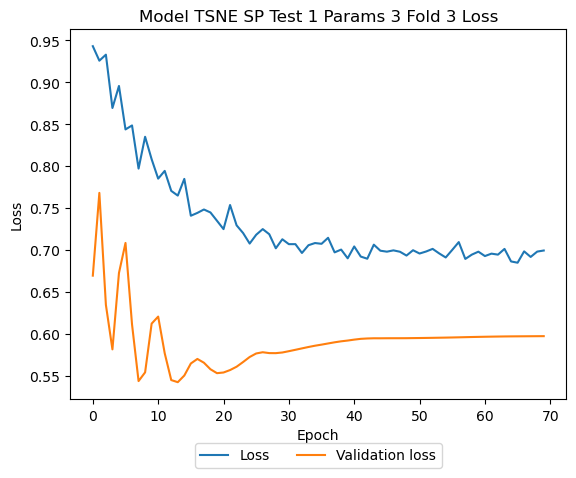 Model TSNE SP Test 1 Params 3 Fold 3 Loss
0.95
0.90
0.85
0.80
0.75
0.70
0.65
0.60
0.55
Loss
0 10 20 30 40 50 60 70
Epoch
Loss Validation loss